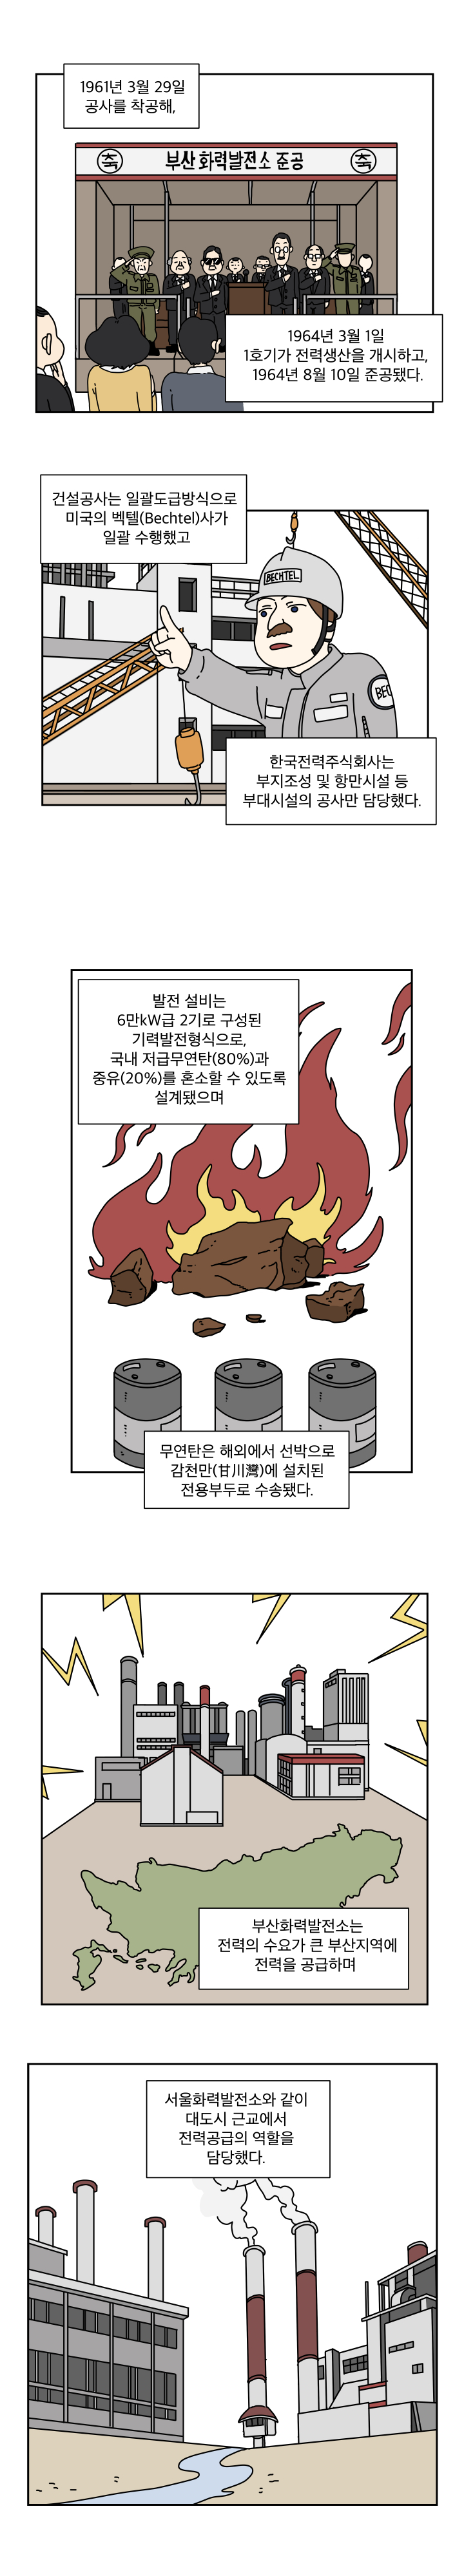 1961년 3월 29일
공사를 착공해,
축 부산화력발전소 준공 축
1964년 3월 1일
1호기가 전력생산을 개시하고,
1964년 8월 10일 준공됐다.
건설공사는 일괄도급방식으로
미국의 벡텔(Bechtel)사가
일괄 수행했고
BECHTEL
BEC
한국전력주식회사는
부지조성 및 항만시설 등
부대시설의 공사만 담당했다.
발전 설비는
6만kW급 2기로 구성된
기력발전형식으로,
국내 저급무연탄(80%)과
중유(20%)를 혼소할 수 있도록
설계됐으며
무연탄은 해외에서 선박으로
감천만(甘川灣)에 설치된
전용부두로 수송됐다.
부산화력발전소는
전력의 수요가 큰 부산지역에
전력을 공급하며
서울화력발전소와 같이
대도시 근교에서
전력공급의 역할을
담당했다.